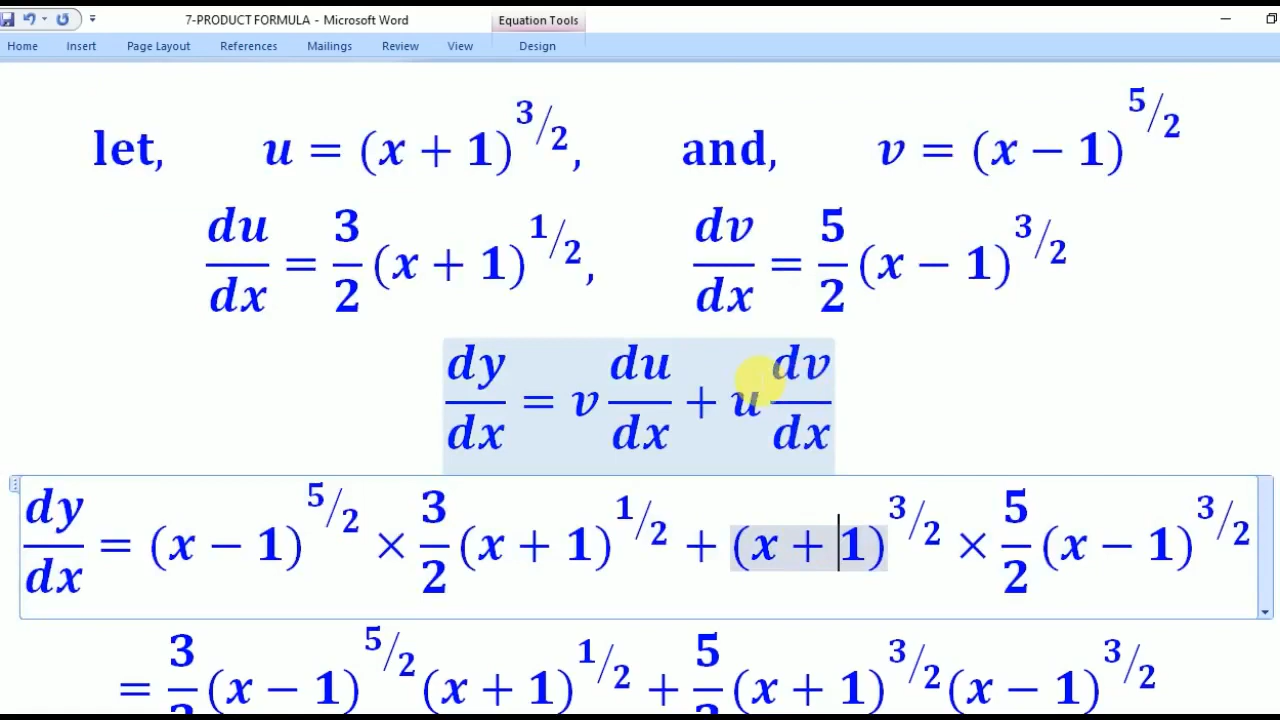 7-PRODUCT FORMULA - Microsoft Word Equation Tools
Home Insert Page Layout References Mailings Review View Design
let, u = (x + 1)^3/2, and, v = (x − 1)^5/2
du/dx = 3/2 (x + 1)^1/2, dv/dx = 5/2 (x − 1)^3/2
dy/dx = v du/dx + u dv/dx
dy/dx = (x − 1)^5/2 × 3/2 (x + 1)^1/2 + (x + 1)^3/2 × 5/2 (x − 1)^3/2
= 3/2 (x − 1)^5/2 (x + 1)^1/2 + 5/2 (x + 1)^3/2 (x − 1)^3/2